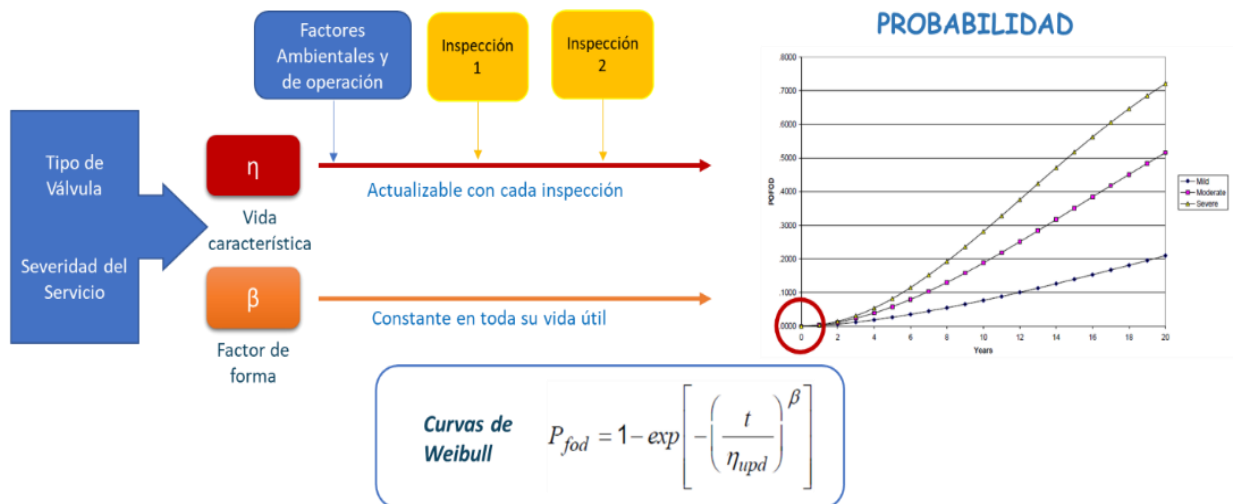 PROBABILIDAD
Factores
Ambientales y
de operación
Inspección
1
Inspección
2
Tipo de
Válvula
Severidad del
Servicio
η
Vida
característica
β
Factor de
forma
Actualizable con cada inspección
Constante en toda su vida útil
POFOD
.8000
.7000
.6000
.5000
.4000
.3000
.2000
.1000
.0000
0 2 4 6 8 10 12 14 16 18 20
Years
Mild
Moderate
Severe
Curvas de
Weibull
P_fod = 1 - exp[-(t/η_upd)^β]